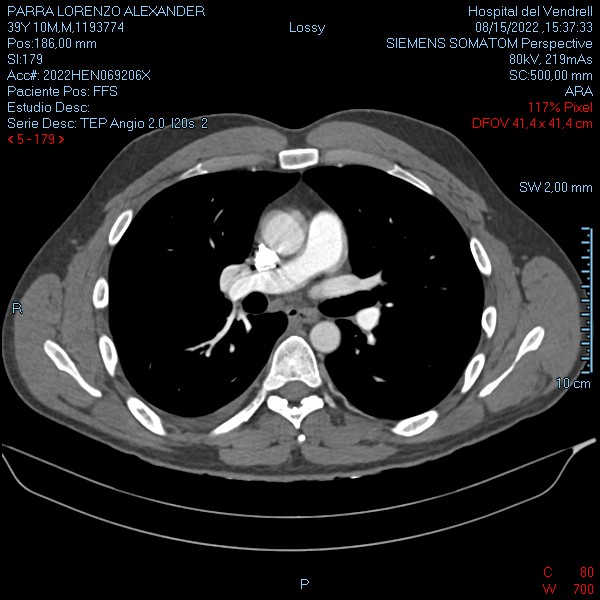 PARRA LORENZO ALEXANDER
39Y 10M,M,1193774
Pos:186,00 mm
SI:179
Acc#: 2022HEN069206X
Paciente Pos: FFS
Estudio Desc:
Serie Desc: TEP Angio 2.0 I20s 2
< 5 - 179 >
Lossy
Hospital del Vendrell
08/15/2022 ,15:37:33
SIEMENS SOMATOM Perspective
80kV, 219mAs
SC:500,00 mm
ARA
117% Pixel
DFOV 41,4 x 41,4 cm
SW 2,00 mm
R
10 cm
P
C 80
W 700